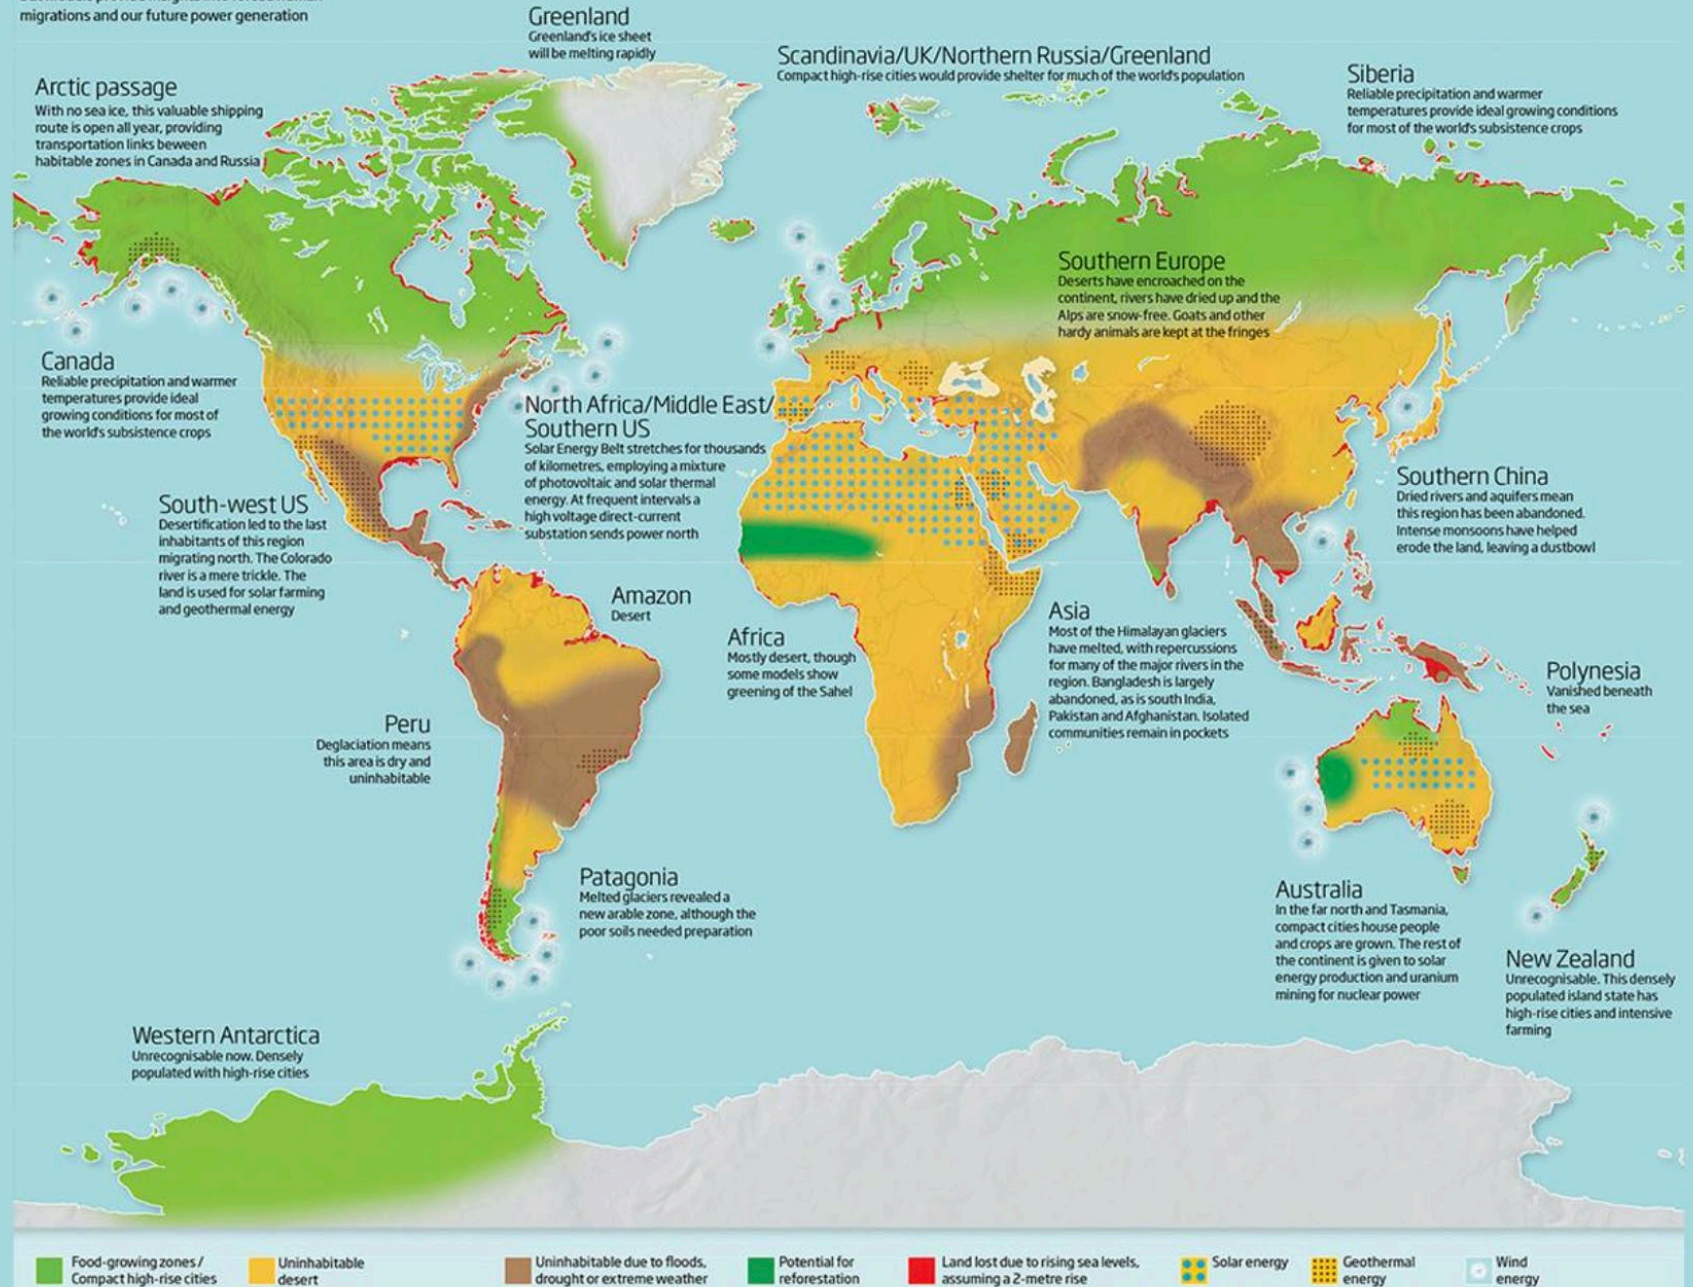 migrations and our future power generation
Greenland
Greenland's ice sheet
will be melting rapidly
Scandinavia/UK/Northern Russia/Greenland
Compact high-rise cities would provide shelter for much of the world's population
Siberia
Reliable precipitation and warmer
temperatures provide ideal growing conditions
for most of the world's subsistence crops
Arctic passage
With no sea ice, this valuable shipping
route is open all year, providing
transportation links beween
habitable zones in Canada and Russia
Southern Europe
Deserts have encroached on the
continent, rivers have dried up and the
Alps are snow-free. Goats and other
hardy animals are kept at the fringes
Canada
Reliable precipitation and warmer
temperatures provide ideal
growing conditions for most of
the world's subsistence crops
North Africa/Middle East/
Southern US
Solar Energy Belt stretches for thousands
of kilometres, employing a mixture
of photovoltaic and solar thermal
energy. At frequent intervals a
high voltage direct-current
substation sends power north
South-west US
Desertification led to the last
inhabitants of this region
migrating north. The Colorado
river is a mere trickle. The
land is used for solar farming
and geothermal energy
Southern China
Dried rivers and aquifers mean
this region has been abandoned.
Intense monsoons have helped
erode the land, leaving a dustbowl
Amazon
Desert
Africa
Mostly desert, though
some models show
greening of the Sahel
Asia
Most of the Himalayan glaciers
have melted, with repercussions
for many of the major rivers in the
region. Bangladesh is largely
abandoned, as is south India,
Pakistan and Afghanistan. Isolated
communities remain in pockets
Polynesia
Vanished beneath
the sea
Peru
Deglaciation means
this area is dry and
uninhabitable
Patagonia
Melted glaciers revealed a
new arable zone, although the
poor soils needed preparation
Australia
In the far north and Tasmania,
compact cities house people
and crops are grown. The rest of
the continent is given to solar
energy production and uranium
mining for nuclear power
New Zealand
Unrecognisable. This densely
populated island state has
high-rise cities and intensive
farming
Western Antarctica
Unrecognisable now. Densely
populated with high-rise cities
Food-growing zones /
Compact high-rise cities
Uninhabitable
desert
Uninhabitable due to floods,
drought or extreme weather
Potential for
reforestation
Land lost due to rising sea levels,
assuming a 2-metre rise
Solar energy
Geothermal
energy
Wind
energy